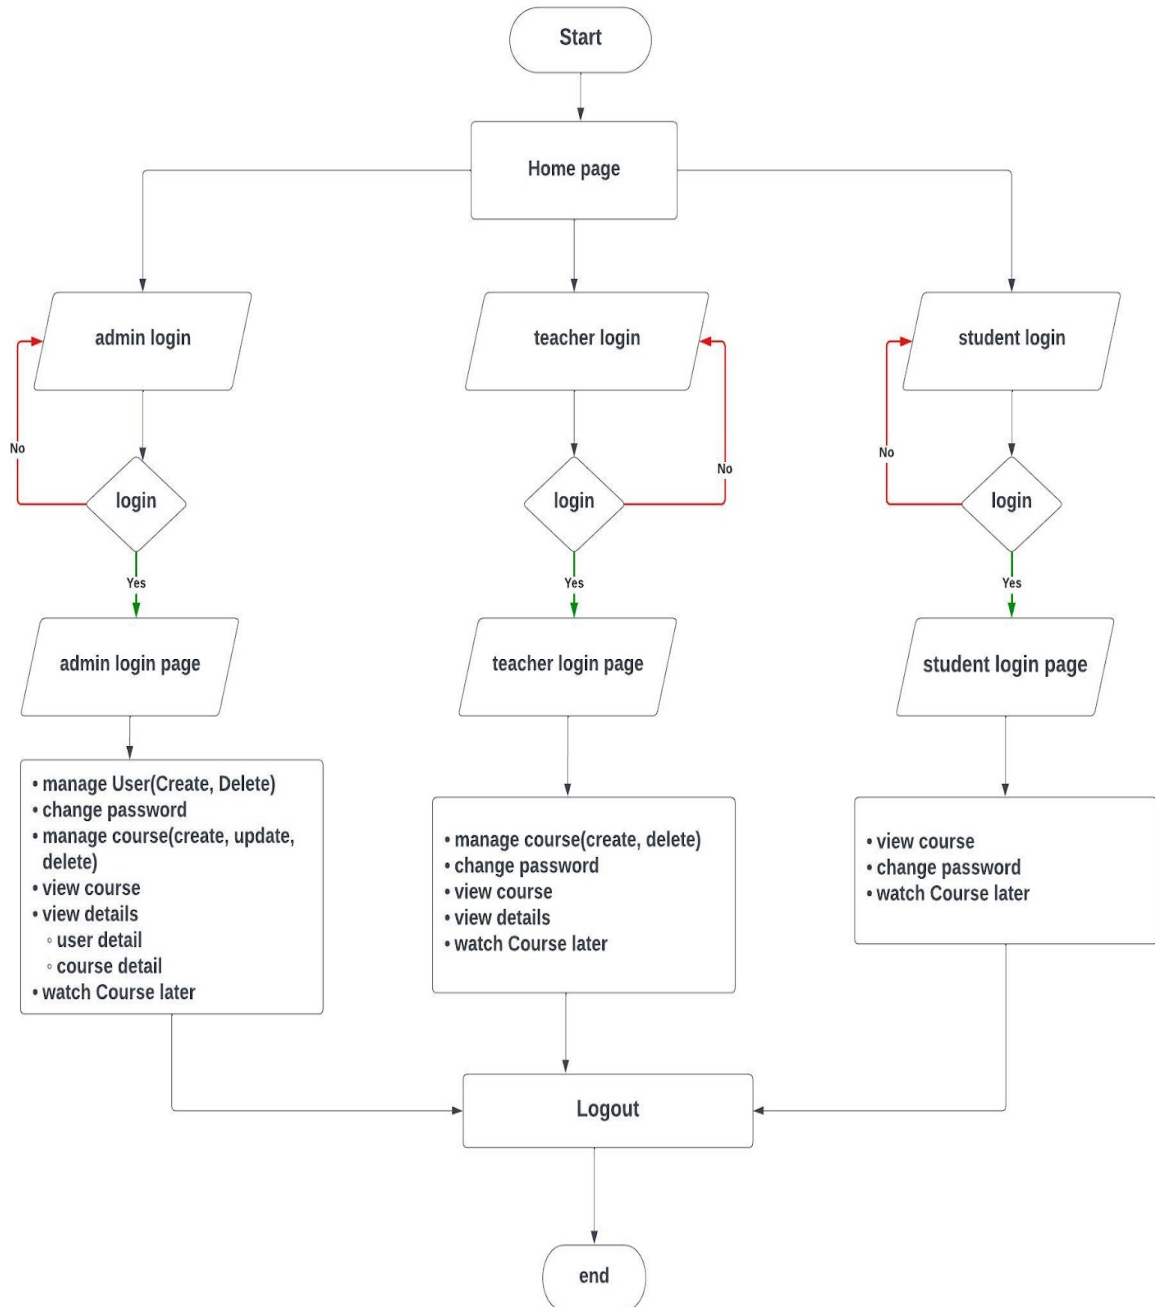 Start
Home page
admin login
teacher login
student login
No
No
No
login
login
login
Yes
Yes
Yes
admin login page
teacher login page
student login page
• manage User(Create, Delete)
• change password
• manage course(create, update,
delete)
• view course
• view details
◦ user detail
◦ course detail
• watch Course later
• manage course(create, delete)
• change password
• view course
• view details
• watch Course later
• view course
• change password
• watch Course later
Logout
end